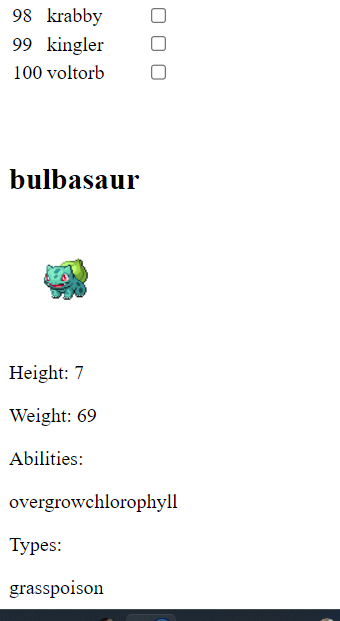 98 krabby
99 kingler
100 voltorb
bulbasaur
Height: 7
Weight: 69
Abilities:
overgrowchlorophyll
Types:
grasspoison